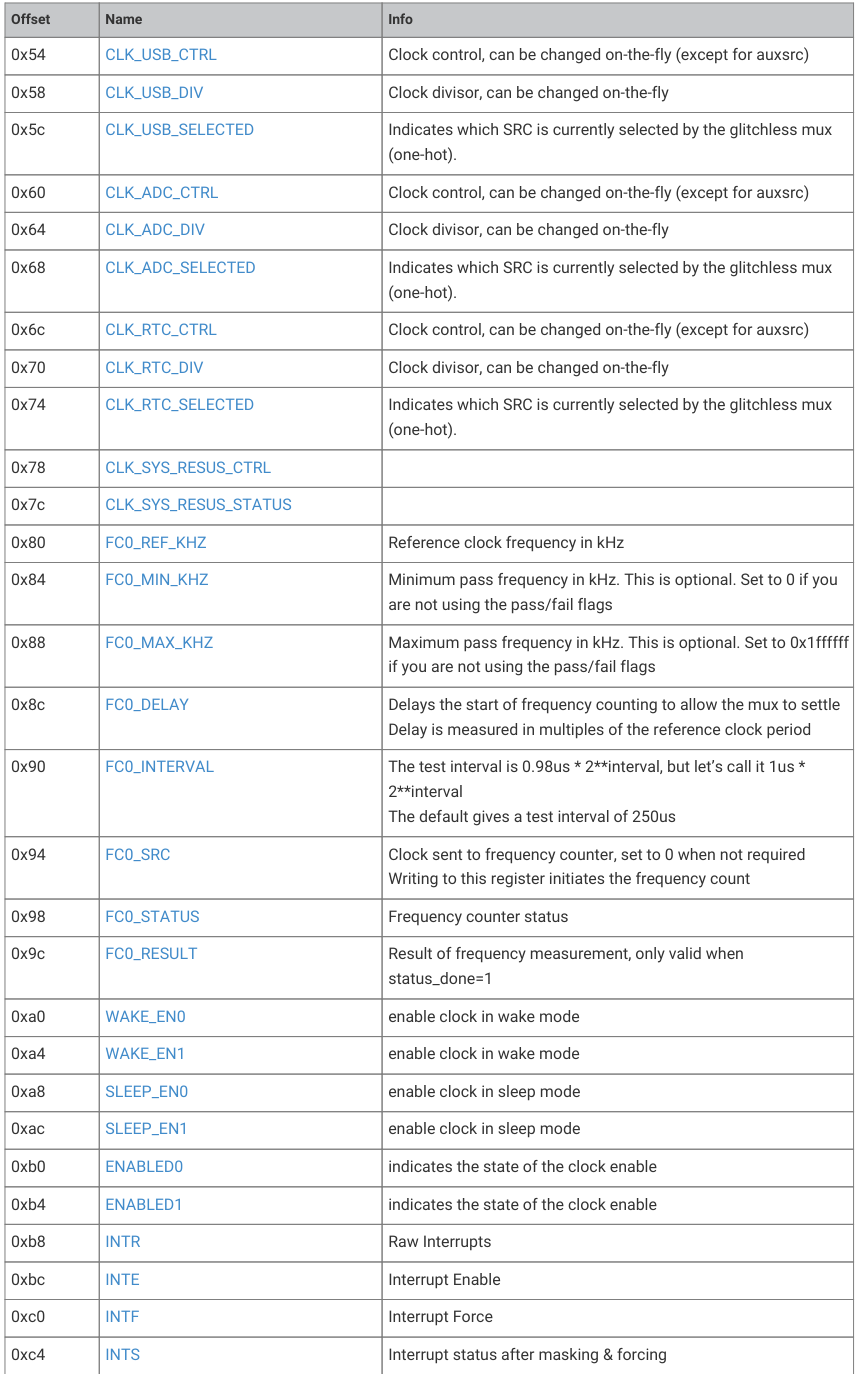 Offset Name Info
0x54 CLK_USB_CTRL Clock control, can be changed on-the-fly (except for auxsrc)
0x58 CLK_USB_DIV Clock divisor, can be changed on-the-fly
0x5c CLK_USB_SELECTED Indicates which SRC is currently selected by the glitchless mux
(one-hot).
0x60 CLK_ADC_CTRL Clock control, can be changed on-the-fly (except for auxsrc)
0x64 CLK_ADC_DIV Clock divisor, can be changed on-the-fly
0x68 CLK_ADC_SELECTED Indicates which SRC is currently selected by the glitchless mux
(one-hot).
0x6c CLK_RTC_CTRL Clock control, can be changed on-the-fly (except for auxsrc)
0x70 CLK_RTC_DIV Clock divisor, can be changed on-the-fly
0x74 CLK_RTC_SELECTED Indicates which SRC is currently selected by the glitchless mux
(one-hot).
0x78 CLK_SYS_RESUS_CTRL
0x7c CLK_SYS_RESUS_STATUS
0x80 FC0_REF_KHZ Reference clock frequency in kHz
0x84 FC0_MIN_KHZ Minimum pass frequency in kHz. This is optional. Set to 0 if you
are not using the pass/fail flags
0x88 FC0_MAX_KHZ Maximum pass frequency in kHz. This is optional. Set to 0x1ffffff
if you are not using the pass/fail flags
0x8c FC0_DELAY Delays the start of frequency counting to allow the mux to settle
Delay is measured in multiples of the reference clock period
0x90 FC0_INTERVAL The test interval is 0.98us * 2**interval, but let's call it 1us *
2**interval
The default gives a test interval of 250us
0x94 FC0_SRC Clock sent to frequency counter, set to 0 when not required
Writing to this register initiates the frequency count
0x98 FC0_STATUS Frequency counter status
0x9c FC0_RESULT Result of frequency measurement, only valid when
status_done=1
0xa0 WAKE_EN0 enable clock in wake mode
0xa4 WAKE_EN1 enable clock in wake mode
0xa8 SLEEP_EN0 enable clock in sleep mode
0xac SLEEP_EN1 enable clock in sleep mode
0xb0 ENABLED0 indicates the state of the clock enable
0xb4 ENABLED1 indicates the state of the clock enable
0xb8 INTR Raw Interrupts
0xbc INTE Interrupt Enable
0xc0 INTF Interrupt Force
0xc4 INTS Interrupt status after masking & forcing